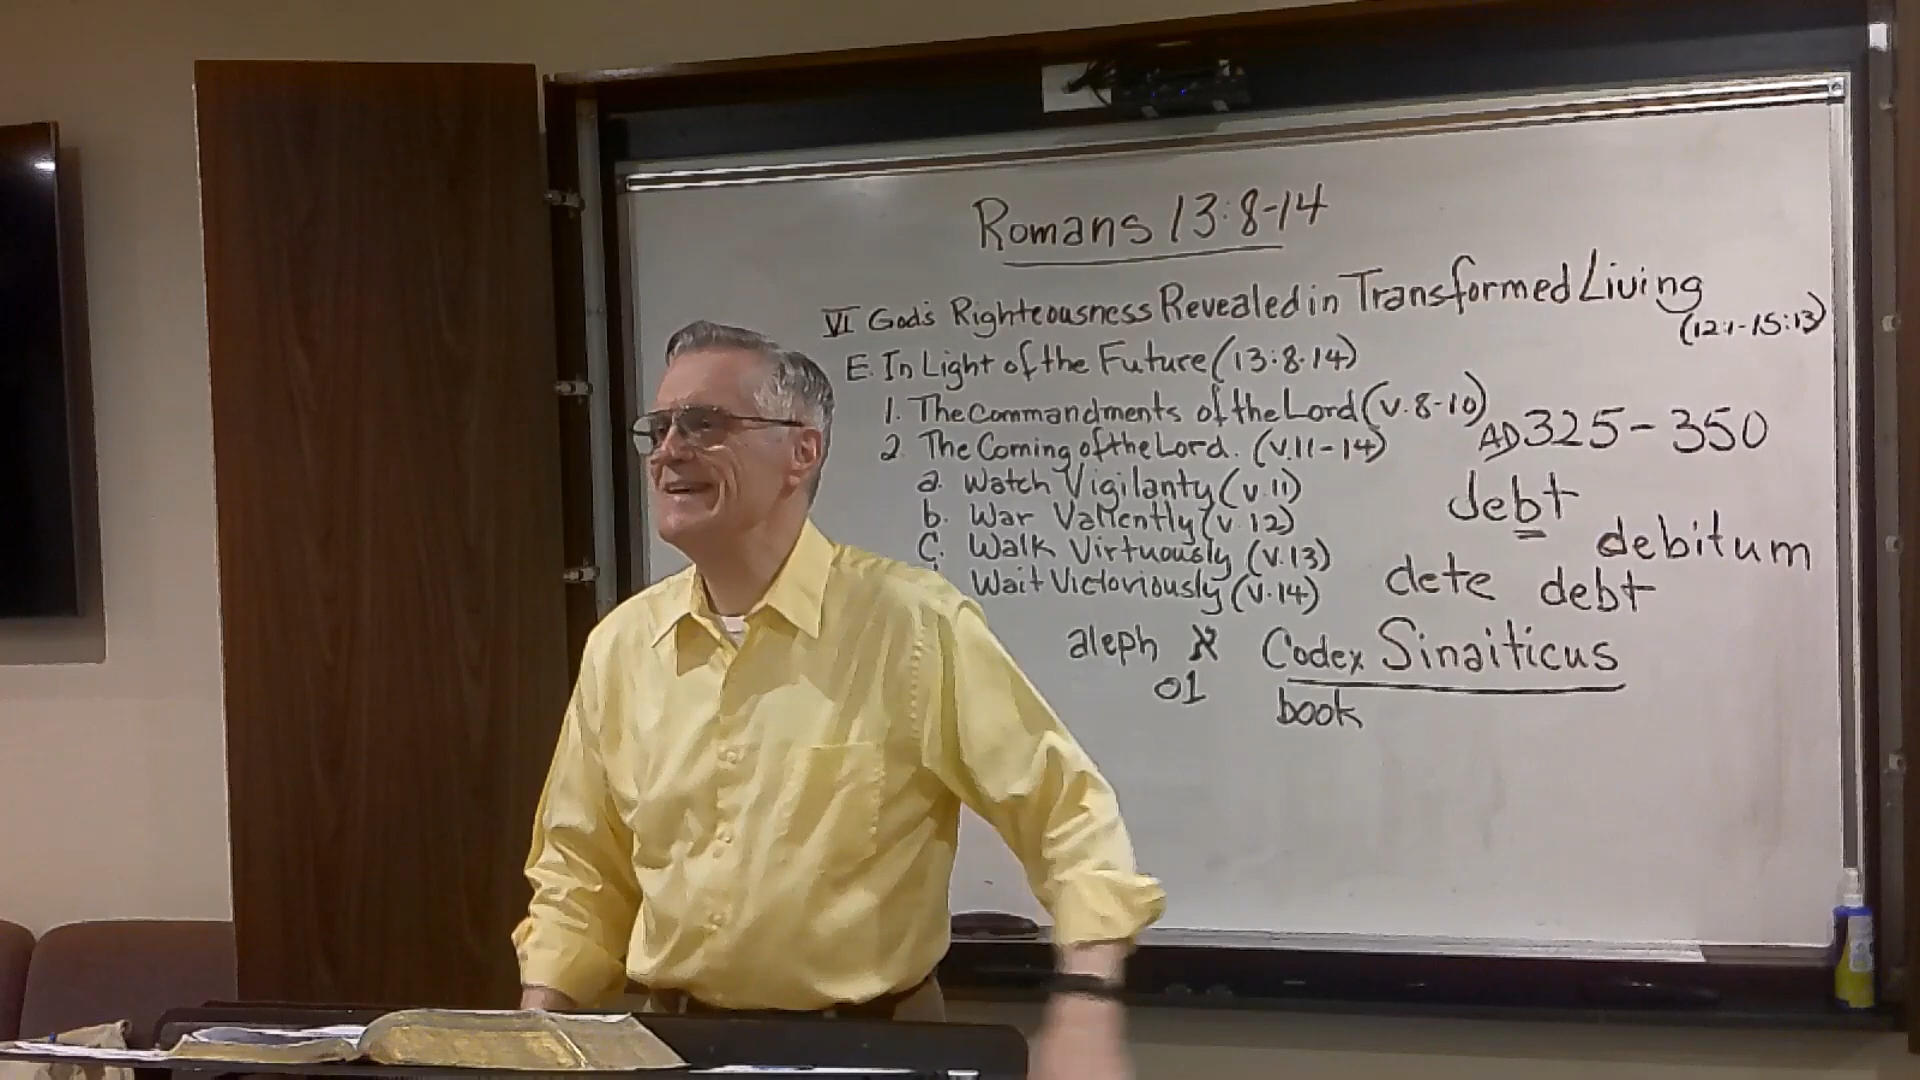 Romans 13:8-14
VI God's Righteousness Revealed in Transformed Living
(12:1-15:13)
E. In Light of the Future (13:8-14)
1. The Commandments of the Lord (v.8-10)
2. The Coming of the Lord. (v.11-14)
a. Watch Vigilanty (v.11)
b. War Valiently (v.12)
C. Walk Virtuously (v.13)
Wait Victoriously (v.14)
AD 325-350
debt
debitum
dete debt
aleph א Codex Sinaiticus
01 book